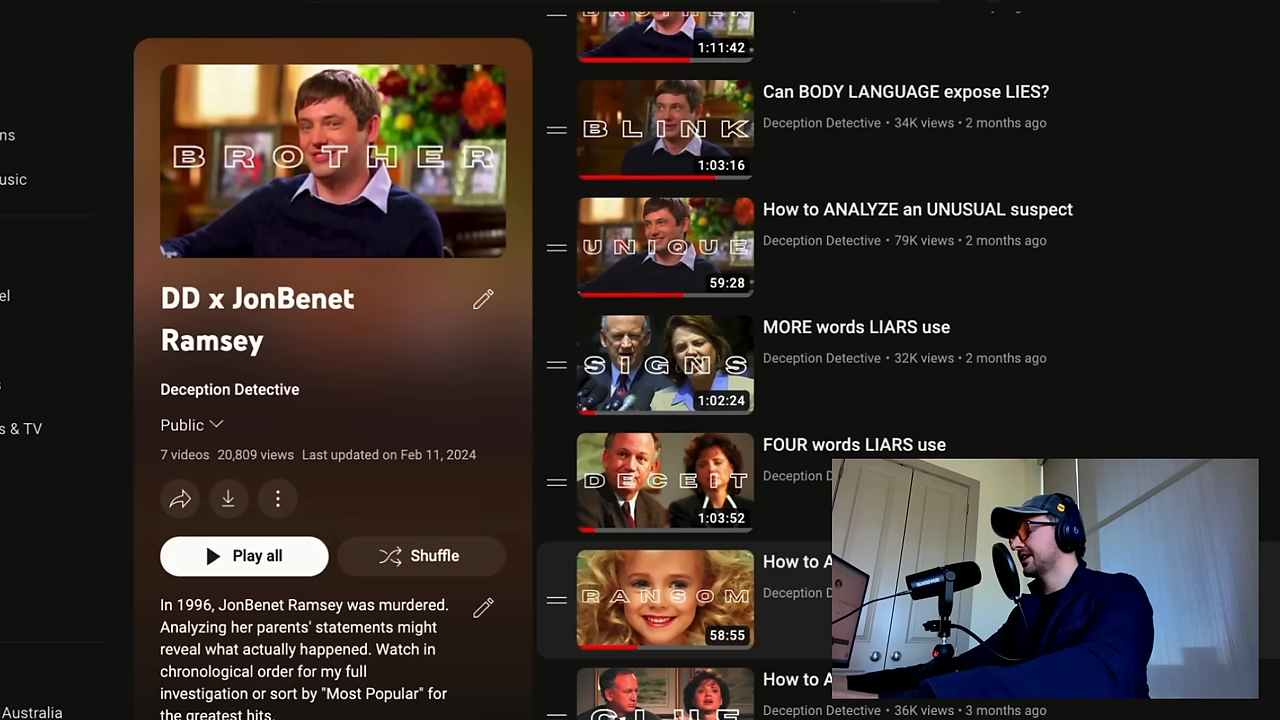 ns
usic
el
s & TV
Australia
BROTHER
DD x JonBenet
Ramsey
Deception Detective
Public
7 videos 20,809 views Last updated on Feb 11, 2024
Play all
Shuffle
In 1996, JonBenet Ramsey was murdered.
Analyzing her parents' statements might
reveal what actually happened. Watch in
chronological order for my full
investigation or sort by "Most Popular" for
the greatest hits.
1:11:42
Can BODY LANGUAGE expose LIES?
Deception Detective • 34K views • 2 months ago
BLINK
1:03:16
How to ANALYZE an UNUSUAL suspect
Deception Detective • 79K views • 2 months ago
UNIQUE
59:28
MORE words LIARS use
Deception Detective • 32K views • 2 months ago
SIGNS
1:02:24
FOUR words LIARS use
Deception D
DECEIT
1:03:52
How to A
Deception D
RANSOM
58:55
SHURE
How to A
Deception Detective • 36K views • 3 months ago